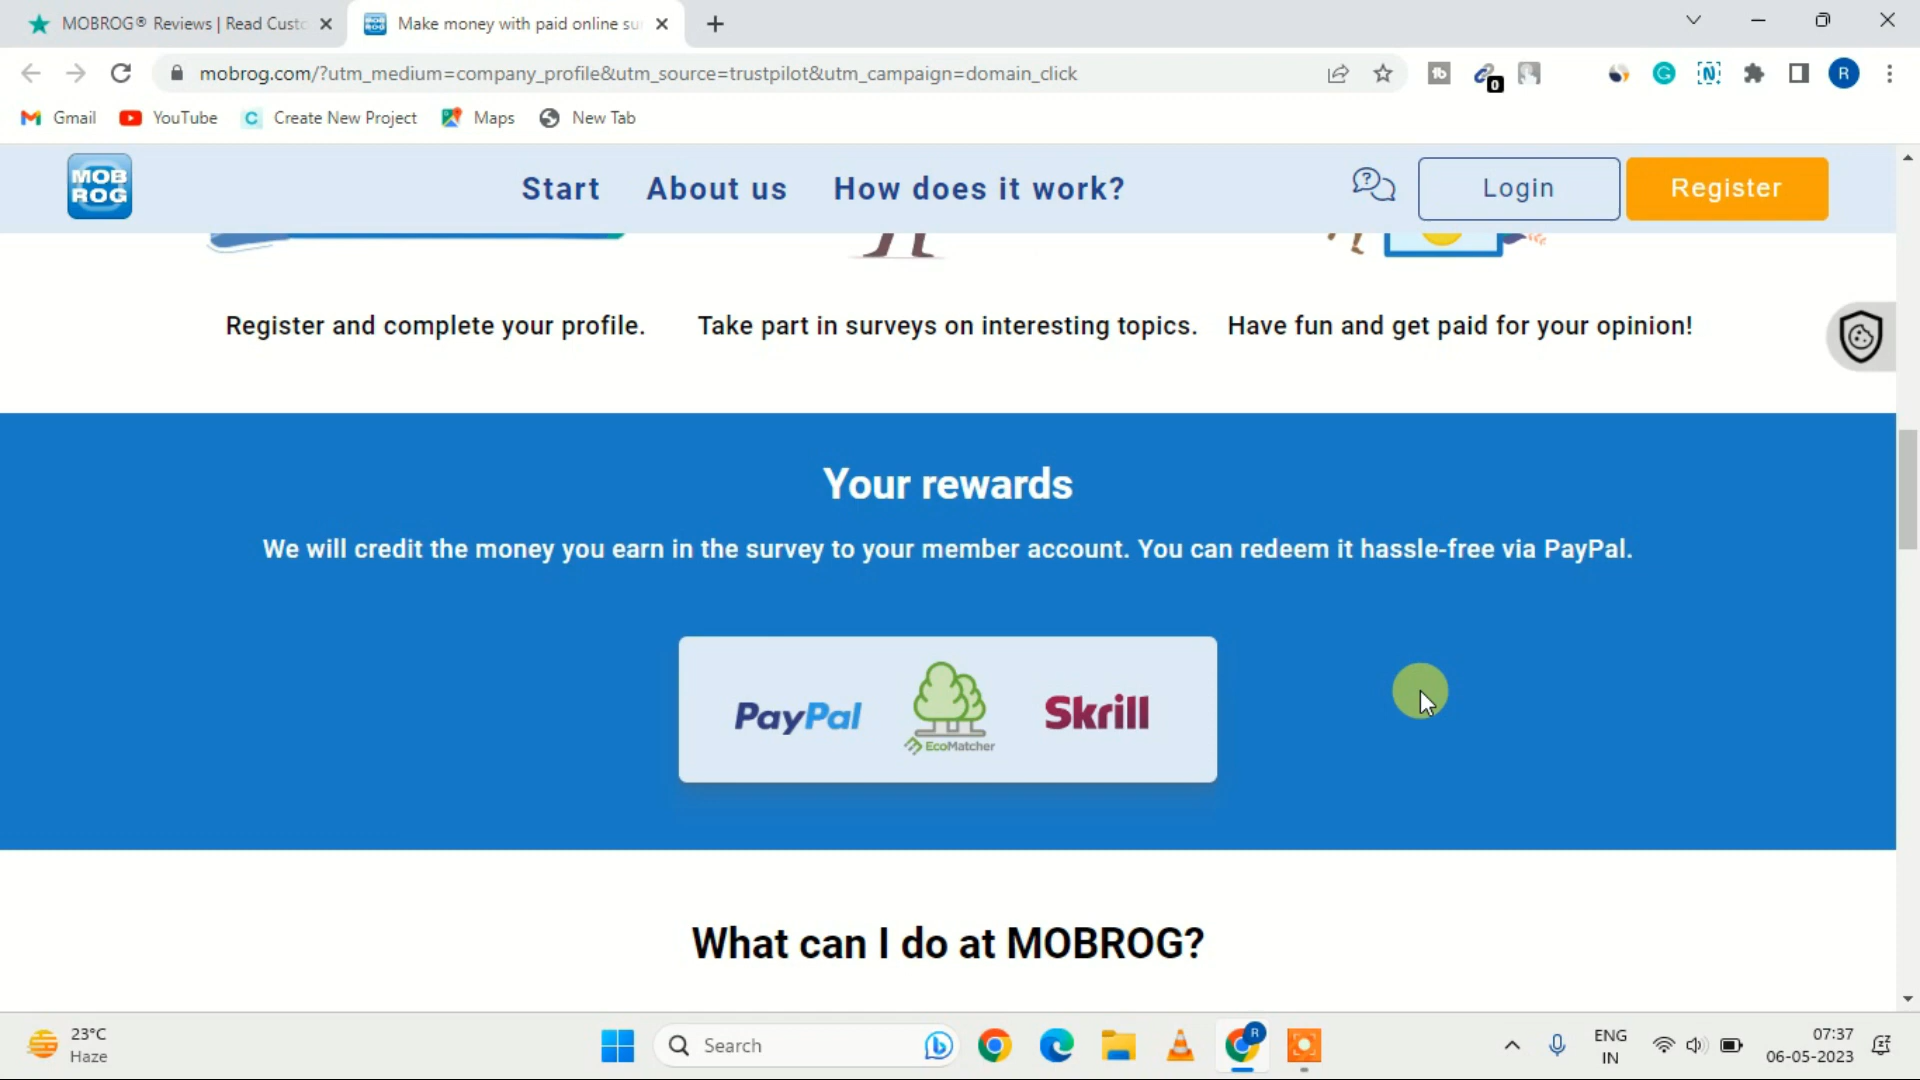 MOBROG® Reviews | Read Custo
Make money with paid online su
mobrog.com/?utm_medium=company_profile&utm_source=trustpilot&utm_campaign=domain_click
0
R
Gmail
YouTube
Create New Project
Maps
New Tab
MOB
ROG
Start
About us
How does it work?
Login
Register
Register and complete your profile.
Take part in surveys on interesting topics.
Have fun and get paid for your opinion!
Your rewards
We will credit the money you earn in the survey to your member account. You can redeem it hassle-free via PayPal.
PayPal
EcoMatcher
Skrill
What can I do at MOBROG?
23°C
Haze
Search
R
ENG
IN
07:37
06-05-2023